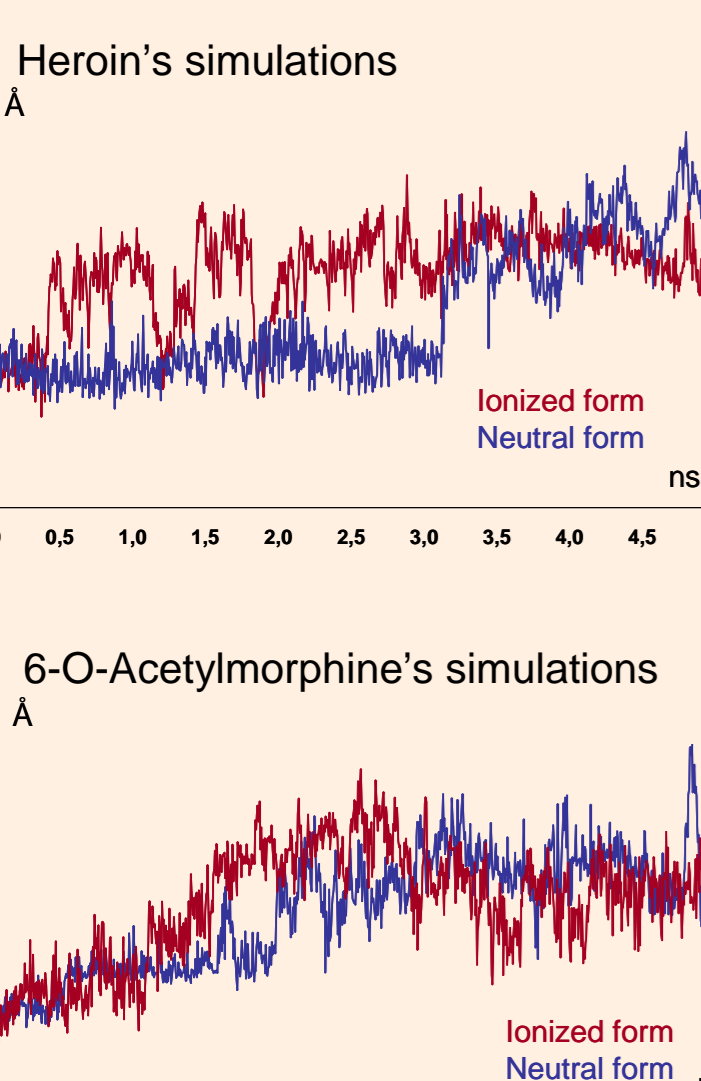 Heroin’s simulations
Å
Ionized form
Neutral form
ns
0,5 1,0 1,5 2,0 2,5 3,0 3,5 4,0 4,5
6-O-Acetylmorphine’s simulations
Å
Ionized form
Neutral form